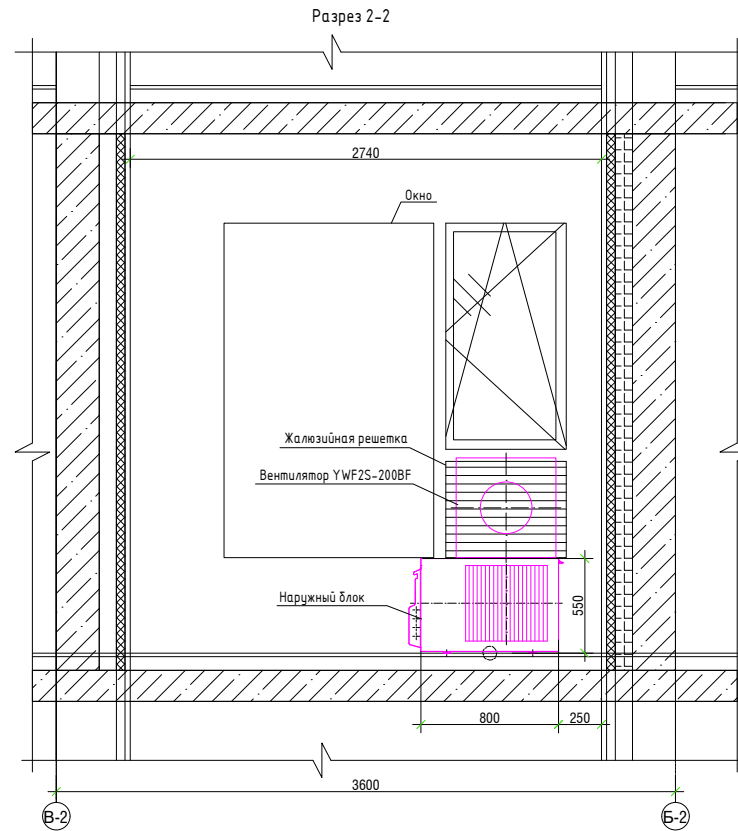 Разрез 2-2
2740
Окно
Жалюзийная решетка
Вентилятор YWF2S-200BF
Наружный блок
550
800
250
3600
В-2
Б-2